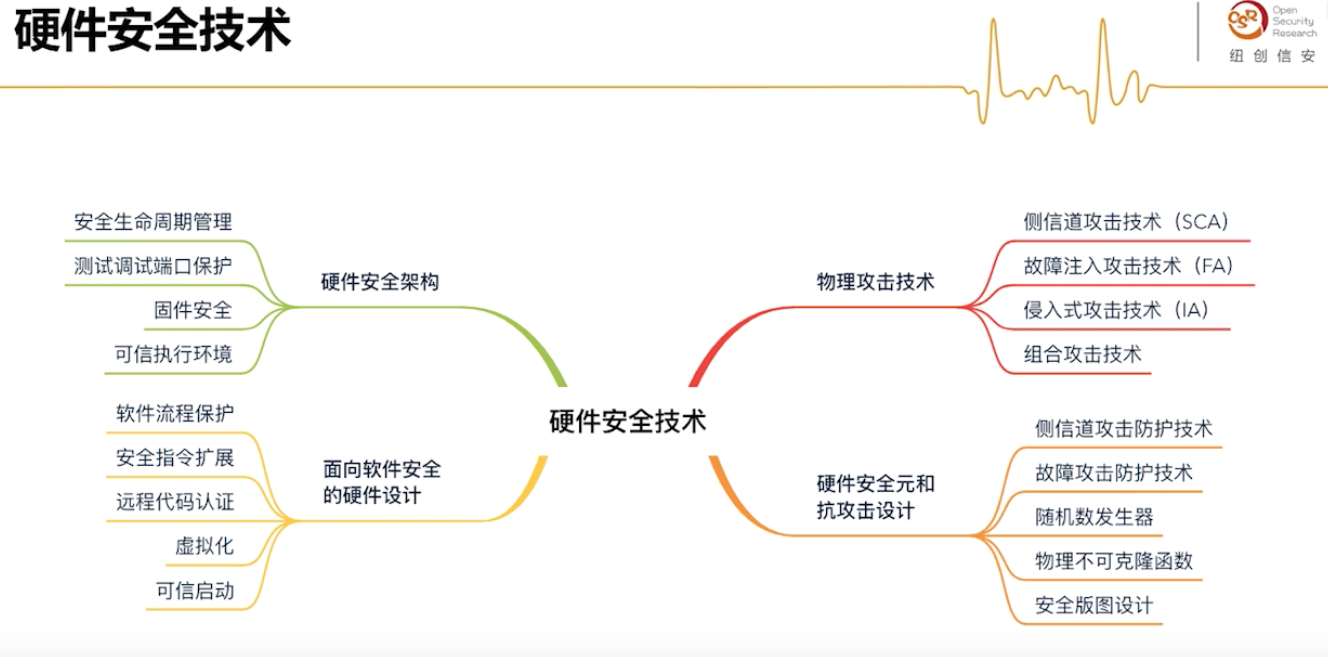 硬件安全技术
Open
Security
Research
纽创信安
安全生命周期管理
测试调试端口保护
固件安全
可信执行环境
硬件安全架构
软件流程保护
安全指令扩展
远程代码认证
虚拟化
可信启动
面向软件安全
的硬件设计
硬件安全技术
物理攻击技术
侧信道攻击技术（SCA）
故障注入攻击技术（FA）
侵入式攻击技术（IA）
组合攻击技术
硬件安全元和
抗攻击设计
侧信道攻击防护技术
故障攻击防护技术
随机数发生器
物理不可克隆函数
安全版图设计
OSR